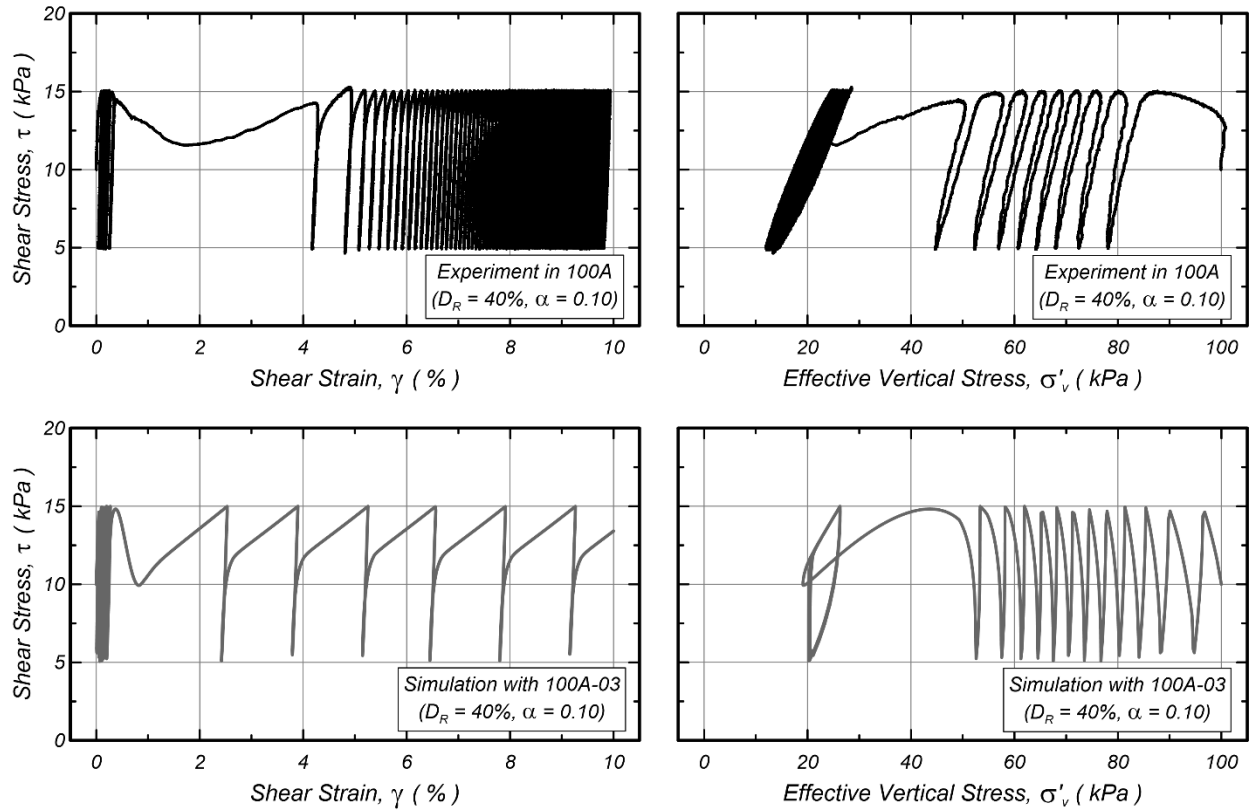 20
15
10
5
0
Shear Stress, τ ( kPa )
Experiment in 100A
(D_R = 40%, α = 0.10)
0 2 4 6 8 10
Shear Strain, γ ( % )
Experiment in 100A
(D_R = 40%, α = 0.10)
0 20 40 60 80 100
Effective Vertical Stress, σ'_v ( kPa )
20
15
10
5
0
Shear Stress, τ ( kPa )
Simulation with 100A-03
(D_R = 40%, α = 0.10)
0 2 4 6 8 10
Shear Strain, γ ( % )
Simulation with 100A-03
(D_R = 40%, α = 0.10)
0 20 40 60 80 100
Effective Vertical Stress, σ'_v ( kPa )